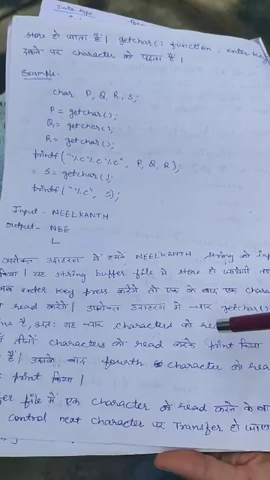 Data Type
store हो जाता है। getchar() function, enter key
दबाने पर character को पढ़ता है।
Example:
char P, Q, R, S;
P = getchar();
Q = getchar();
R = getchar();
printf("%c%c%c", P, Q, R);
S = getchar();
printf("%c", S);
Input - NEELKANTH
Output - NEE
L
उपरोक्त उदाहरण में हमने NEELKANTH string को
किया। यह string buffer file में store हो जायेगी
enter key press करेंगे तो एक के बाद एक
read करेगा। उपरोक्त उदाहरण में चार getchar()
है, अतः यह चार characters को
तीनों characters को read करके print किया
है। उसके बाद fourth character को
print किया।
file में एक character को read करने के बाद
control next character पर Transfer हो